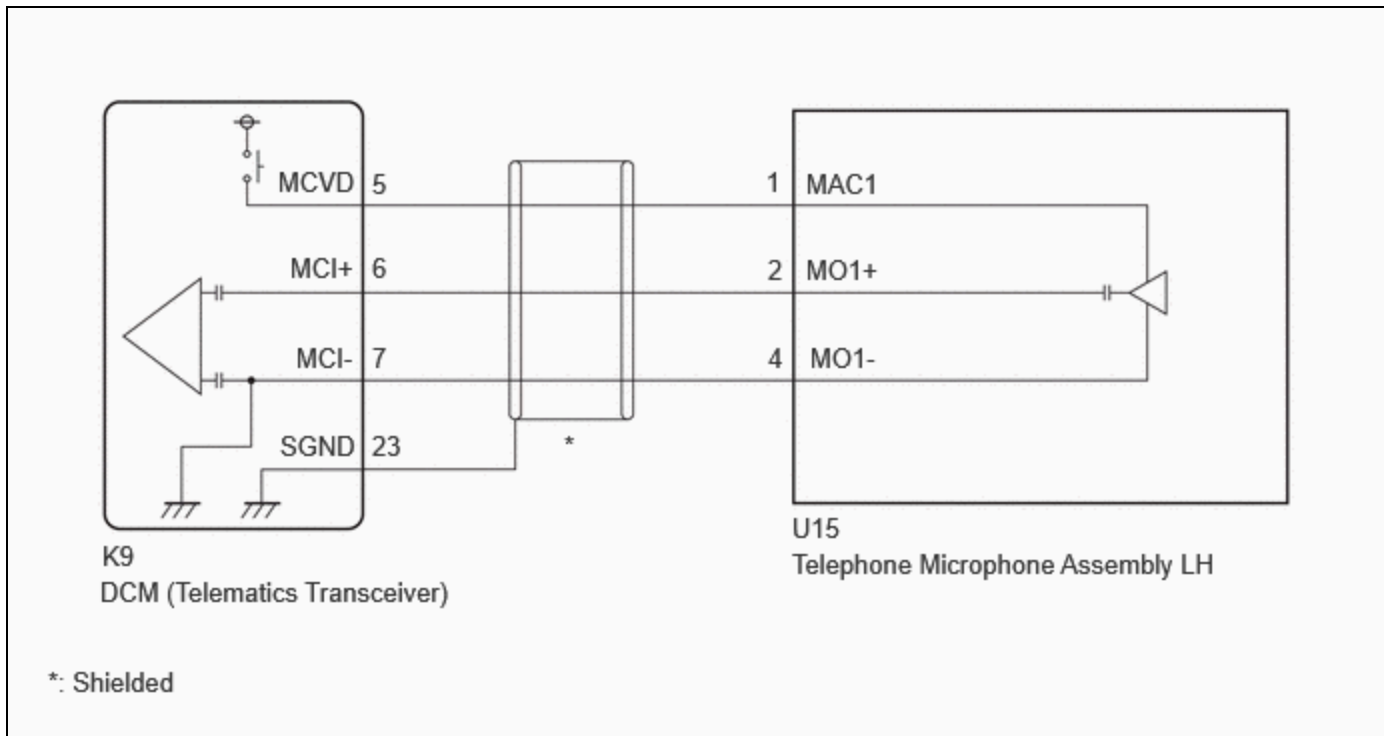 MCVD 5 1 MAC1
MCI+ 6 2 MO1+
MCI- 7 4 MO1-
SGND 23
*
K9
DCM (Telematics Transceiver)
U15
Telephone Microphone Assembly LH
*: Shielded